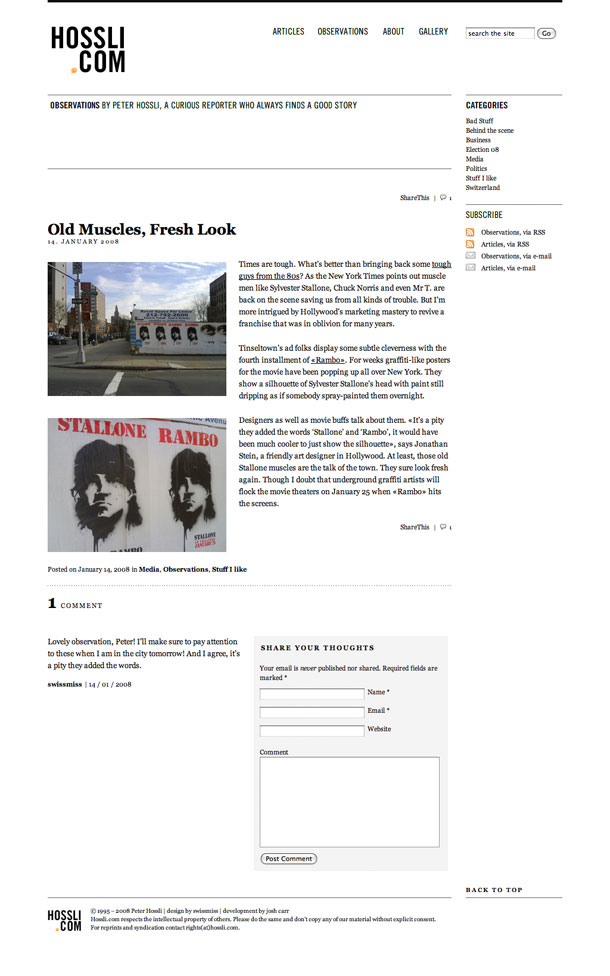 HOSSLI
.COM
ARTICLES OBSERVATIONS ABOUT GALLERY
search the site Go
OBSERVATIONS BY PETER HOSSLI, A CURIOUS REPORTER WHO ALWAYS FINDS A GOOD STORY
CATEGORIES
Bad Stuff
Behind the scene
Business
Election 08
Media
Politics
Stuff I like
Switzerland
SUBSCRIBE
Observations, via RSS
Articles, via RSS
Observations, via e-mail
Articles, via e-mail
ShareThis | 1
Old Muscles, Fresh Look
14. JANUARY 2008
212-792-2600
STALLONE RAMBO
STALLONE
RAMBO
Times are tough. What's better than bringing back some tough
guys from the 80s? As the New York Times points out muscle
men like Sylvester Stallone, Chuck Norris and even Mr T. are
back on the scene saving us from all kinds of trouble. But I'm
more intrigued by Hollywood's marketing mastery to revive a
franchise that was in oblivion for many years.
Tinseltown's ad folks display some subtle cleverness with the
fourth installment of «Rambo». For weeks graffiti-like posters
for the movie have been popping up all over New York. They
show a silhouette of Sylvester Stallone's head with paint still
dripping as if somebody spray-painted them overnight.
Designers as well as movie buffs talk about them. «It's a pity
they added the words 'Stallone' and 'Rambo', it would have
been much cooler to just show the silhouette», says Jonathan
Stein, a friendly art designer in Hollywood. At least, those old
Stallone muscles are the talk of the town. They sure look fresh
again. Though I doubt that underground graffiti artists will
flock the movie theaters on January 25 when «Rambo» hits
the screens.
ShareThis | 1
Posted on January 14, 2008 in Media, Observations, Stuff I like
1 COMMENT
Lovely observation, Peter! I'll make sure to pay attention
to these when I am in the city tomorrow! And I agree, it's
a pity they added the words.
swissmiss | 14 / 01 / 2008
SHARE YOUR THOUGHTS
Your email is never published nor shared. Required fields are
marked *
Name *
Email *
Website
Comment
Post Comment
BACK TO TOP
HOSSLI
.COM
© 1995 – 2008 Peter Hossli | design by swissmiss | development by josh carr
Hossli.com respects the intellectual property of others. Please do the same and don't copy any of our material without explicit consent.
For reprints and syndication contact rights(at)hossli.com.